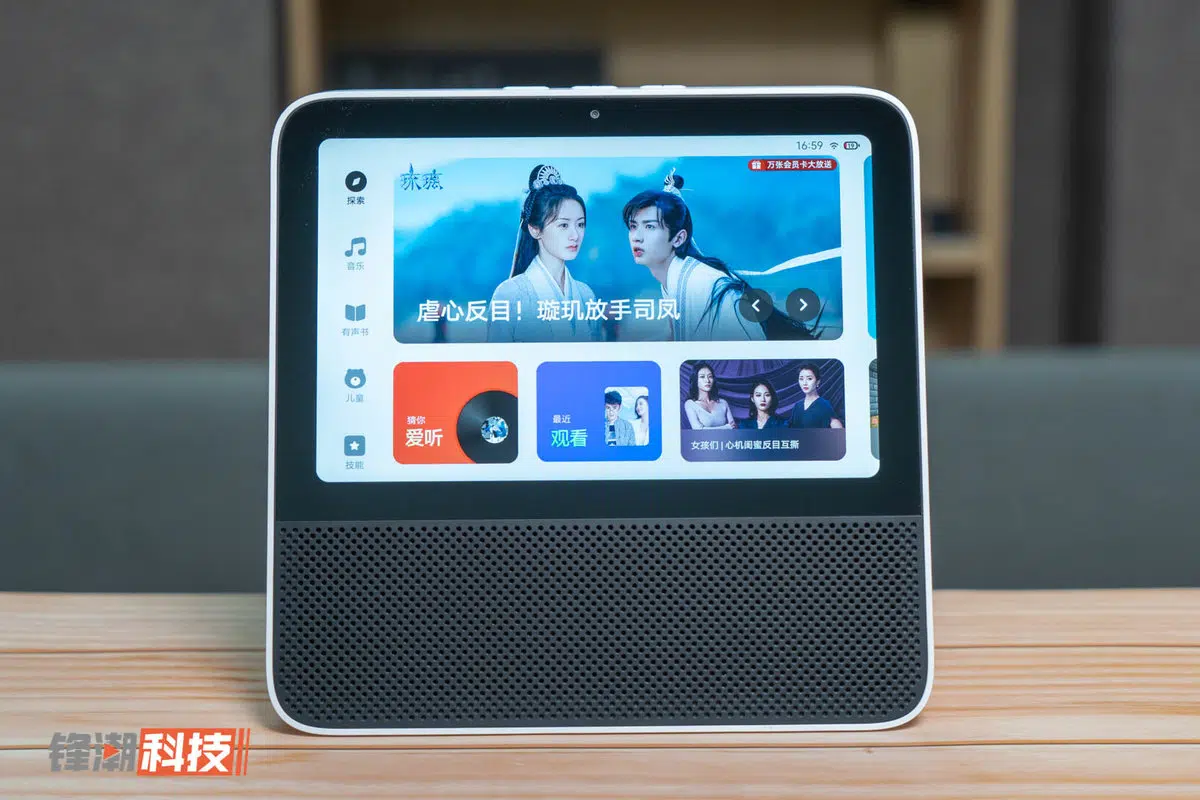 16:59
19
万张会员卡大放送
琉璃
探索
音乐
有声书
儿童
技能
虐心反目！璇玑放手司凤
猜你
爱听
最近
观看
女孩们 | 心机闺蜜反目互撕
锋潮科技